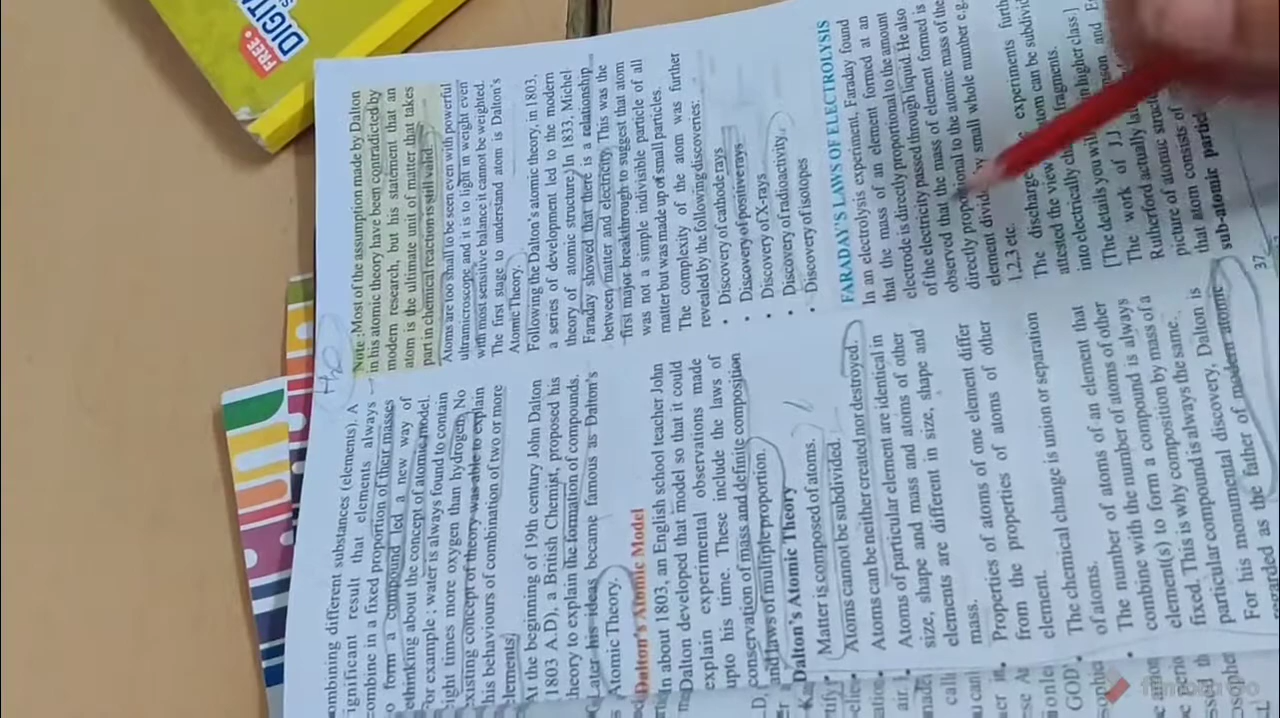 ombining different substances (elements). A
ignificant result that elements always
ombine in a fixed proportion of their masses
o form a compound led a new way of
ethinking about the concept of atomic model.
For example ; water is always found to contain
ight times more oxygen than hydrogen. No
xisting concept of theory was able to explain
his behaviours of combination of two or more
lements
At the beginning of 19th century John Dalton
1803 A.D), a British Chemist, proposed his
heory to explain the formation of compounds.
Later his ideas became famous as Dalton's
Atomic Theory.
Dalton's Atomic Model
In about 1803, an English school teacher John
Dalton developed that model so that it could
explain experimental observations made
upto his time. These include the laws of
conservation of mass and definite composition
and laws of multiple proportion.
Dalton's Atomic Theory
Matter is composed of atoms.
Atoms cannot be subdivided.
Atoms can be neither created nor destroyed.
Atoms of particular element are identical in
size, shape and mass and atoms of other
elements are different in size, shape and
mass.
Properties of atoms of one element differ
from the properties of atoms of other
element.
The chemical change is union or separation
of atoms.
The number of atoms of an element that
combine with the number of atoms of other
element(s) to form a compound is always
fixed. This is why composition by mass of a
particular compound is always the same.
For his monumental discovery, Dalton is
regarded as the father of modern atomic
Note : Most of the assumption made by Dalton
in his atomic theory have been contradicted by
modern research, but his statement that an
atom is the ultimate unit of matter that takes
part in chemical reaction is still valid.
Atoms are too small to be seen even with powerful
ultramicroscope, and it is to light in weight even
with most sensitive balance it cannot be weighted.
The first stage to understand atom is Dalton's
Atomic Theory.
Following the Dalton's atomic theory, in 1803,
a series of development led to the modern
theory of atomic structure. In 1833, Michel
Faraday showed that there is a relationship
between matter and electricity. This was the
first major breakthrough to suggest that atom
was not a simple indivisible particle of all
matter but was made up of small particles.
The complexity of the atom was further
revealed by the following discoveries:
• Discovery of cathode rays
• Discovery of positive rays
• Discovery of X-rays
• Discovery of radioactivity
• Discovery of isotopes
FARADAY'S LAWS OF ELECTROLYSIS
In an electrolysis experiment, Faraday found
that the mass of an element formed at an
electrode is directly proportional to the amount
of the electricity passed through liquid. He also
observed that the mass of element formed is
directly propo onal to the atomic mass of the
element divid y small whole number e.g.
1,2,3 etc.
The discharge experiments furth
attested the view tom can be subdivid
into electrically cha fragments.
[The details you wil n higher class.]
The work of J.J son and E
Rutherford actually la
picture of atomic struct
that atom consists of
sub-atomic partic
37
FREE
DIGIT